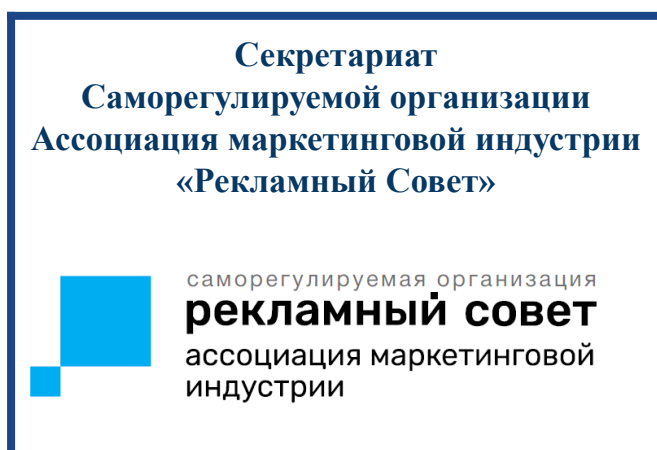 Секретариат
Саморегулируемой организации
Ассоциация маркетинговой индустрии
«Рекламный Совет»
саморегулируемая организация
рекламный совет
ассоциация маркетинговой
индустрии